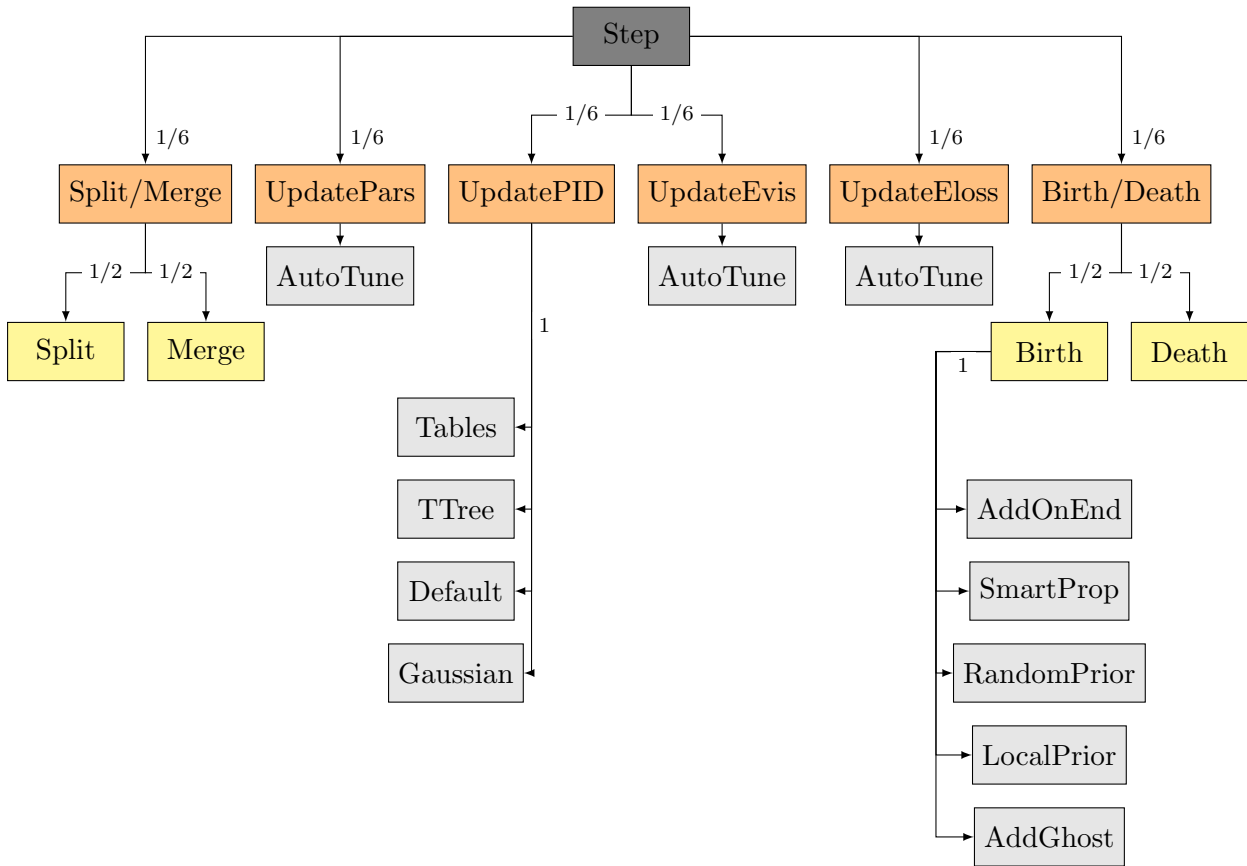 Step
1/6
1/6
1/6
1/6
1/6
1/6
Split/Merge
UpdatePars
UpdatePID
UpdateEvis
UpdateEloss
Birth/Death
1/2
1/2
AutoTune
AutoTune
AutoTune
1/2
1/2
Split
Merge
1
Birth
Death
1
Tables
TTree
AddOnEnd
Default
SmartProp
Gaussian
RandomPrior
LocalPrior
AddGhost